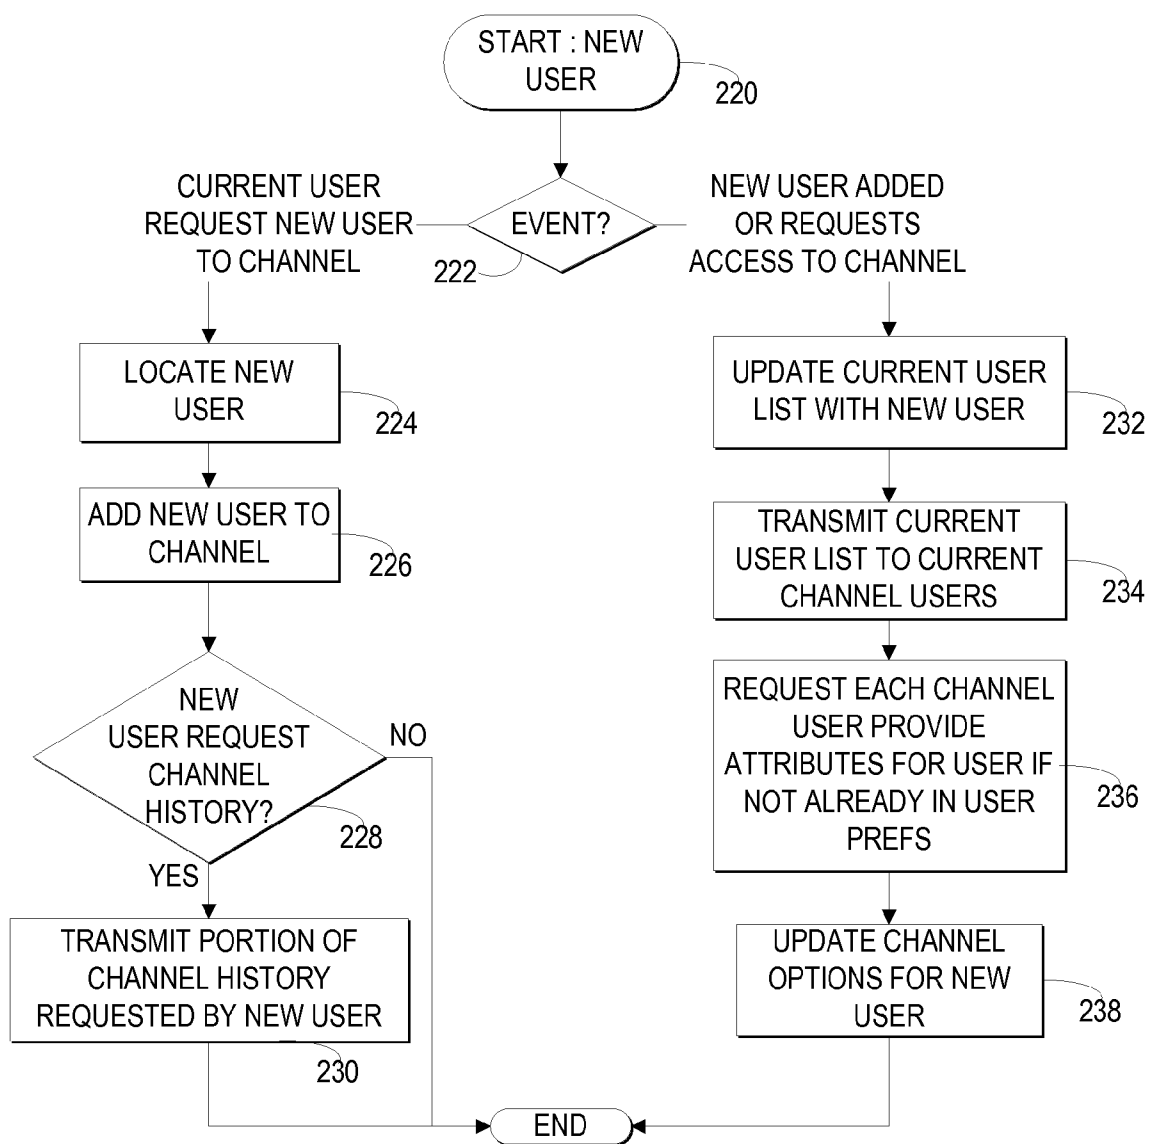 START : NEW
USER
220
CURRENT USER
REQUEST NEW USER
TO CHANNEL
EVENT?
222
NEW USER ADDED
OR REQUESTS
ACCESS TO CHANNEL
LOCATE NEW
USER
224
ADD NEW USER TO
CHANNEL
226
NEW
USER REQUEST
CHANNEL
HISTORY?
228
NO
YES
TRANSMIT PORTION OF
CHANNEL HISTORY
REQUESTED BY NEW USER
230
UPDATE CURRENT USER
LIST WITH NEW USER
232
TRANSMIT CURRENT
USER LIST TO CURRENT
CHANNEL USERS
234
REQUEST EACH CHANNEL
USER PROVIDE
ATTRIBUTES FOR USER IF
NOT ALREADY IN USER
PREFS
236
UPDATE CHANNEL
OPTIONS FOR NEW
USER
238
END